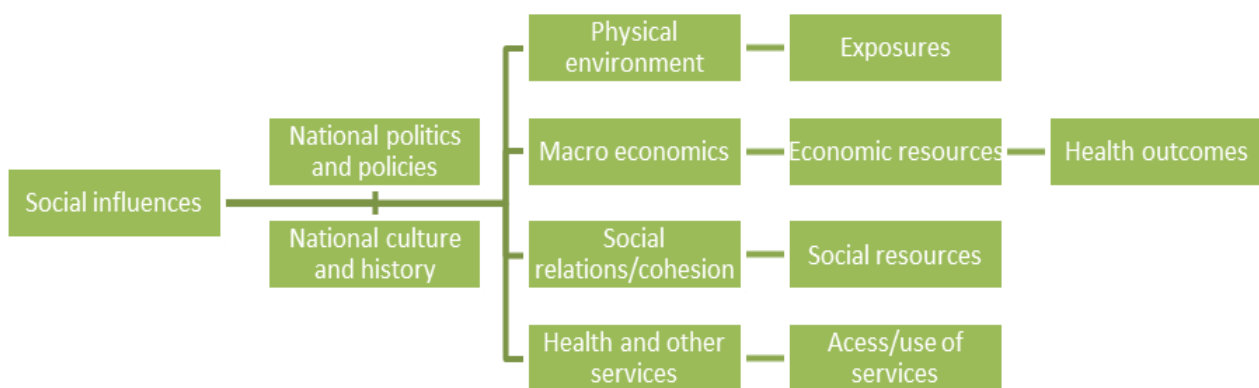 Social influences
National politics
and policies
National culture
and history
Physical
environment
Exposures
Macro economics
Economic resources
Health outcomes
Social
relations/cohesion
Social resources
Health and other
services
Acess/use of
services